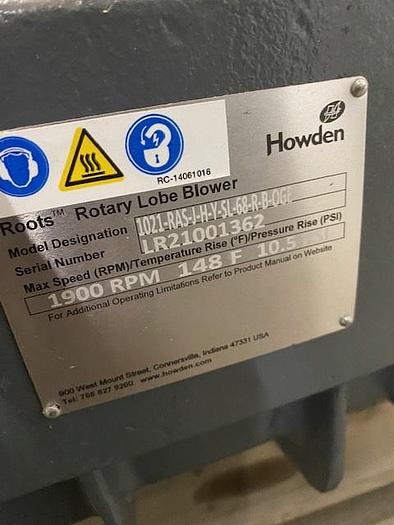 Howden
RC-14061016
Roots™ Rotary Lobe Blower
Model Designation 1021-RAS-J-H-Y-SL-68-R-B-OGE
Serial Number LR21001362
Max Speed (RPM)/Temperature Rise (°F)/Pressure Rise (PSI)
1900 RPM 148 F 10.5
For Additional Operating Limitations Refer to Product Manual on Website
900 West Mount Street, Connersville, Indiana 47331 USA
Tel: 765 827 9200 www.howden.com